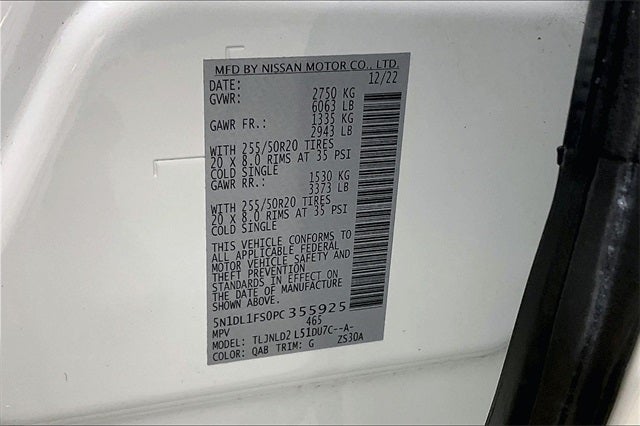 MFD BY NISSAN MOTOR CO., LTD.
DATE: 12/22
GVWR: 2750 KG
6063 LB
GAWR FR.: 1335 KG
2943 LB
WITH 255/50R20 TIRES
20 X 8.0 RIMS AT 35 PSI
COLD SINGLE
GAWR RR.: 1530 KG
3373 LB
WITH 255/50R20 TIRES
20 X 8.0 RIMS AT 35 PSI
COLD SINGLE
THIS VEHICLE CONFORMS TO
ALL APPLICABLE FEDERAL
MOTOR VEHICLE SAFETY AND
THEFT PREVENTION
STANDARDS IN EFFECT ON
THE DATE OF MANUFACTURE
SHOWN ABOVE.
5N1DL1FS0PC355925
MPV 465
MODEL: TLJNLD2 L51DU7C--A-
COLOR: QAB TRIM: G ZS30A